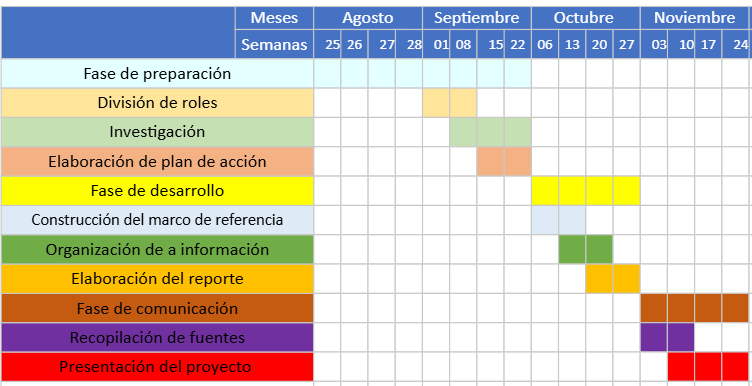 Meses Agosto Septiembre Octubre Noviembre
Semanas 25 26 27 28 01 08 15 22 06 13 20 27 03 10 17 24
Fase de preparación
División de roles
Investigación
Elaboración de plan de acción
Fase de desarrollo
Construcción del marco de referencia
Organización de a información
Elaboración del reporte
Fase de comunicación
Recopilación de fuentes
Presentación del proyecto